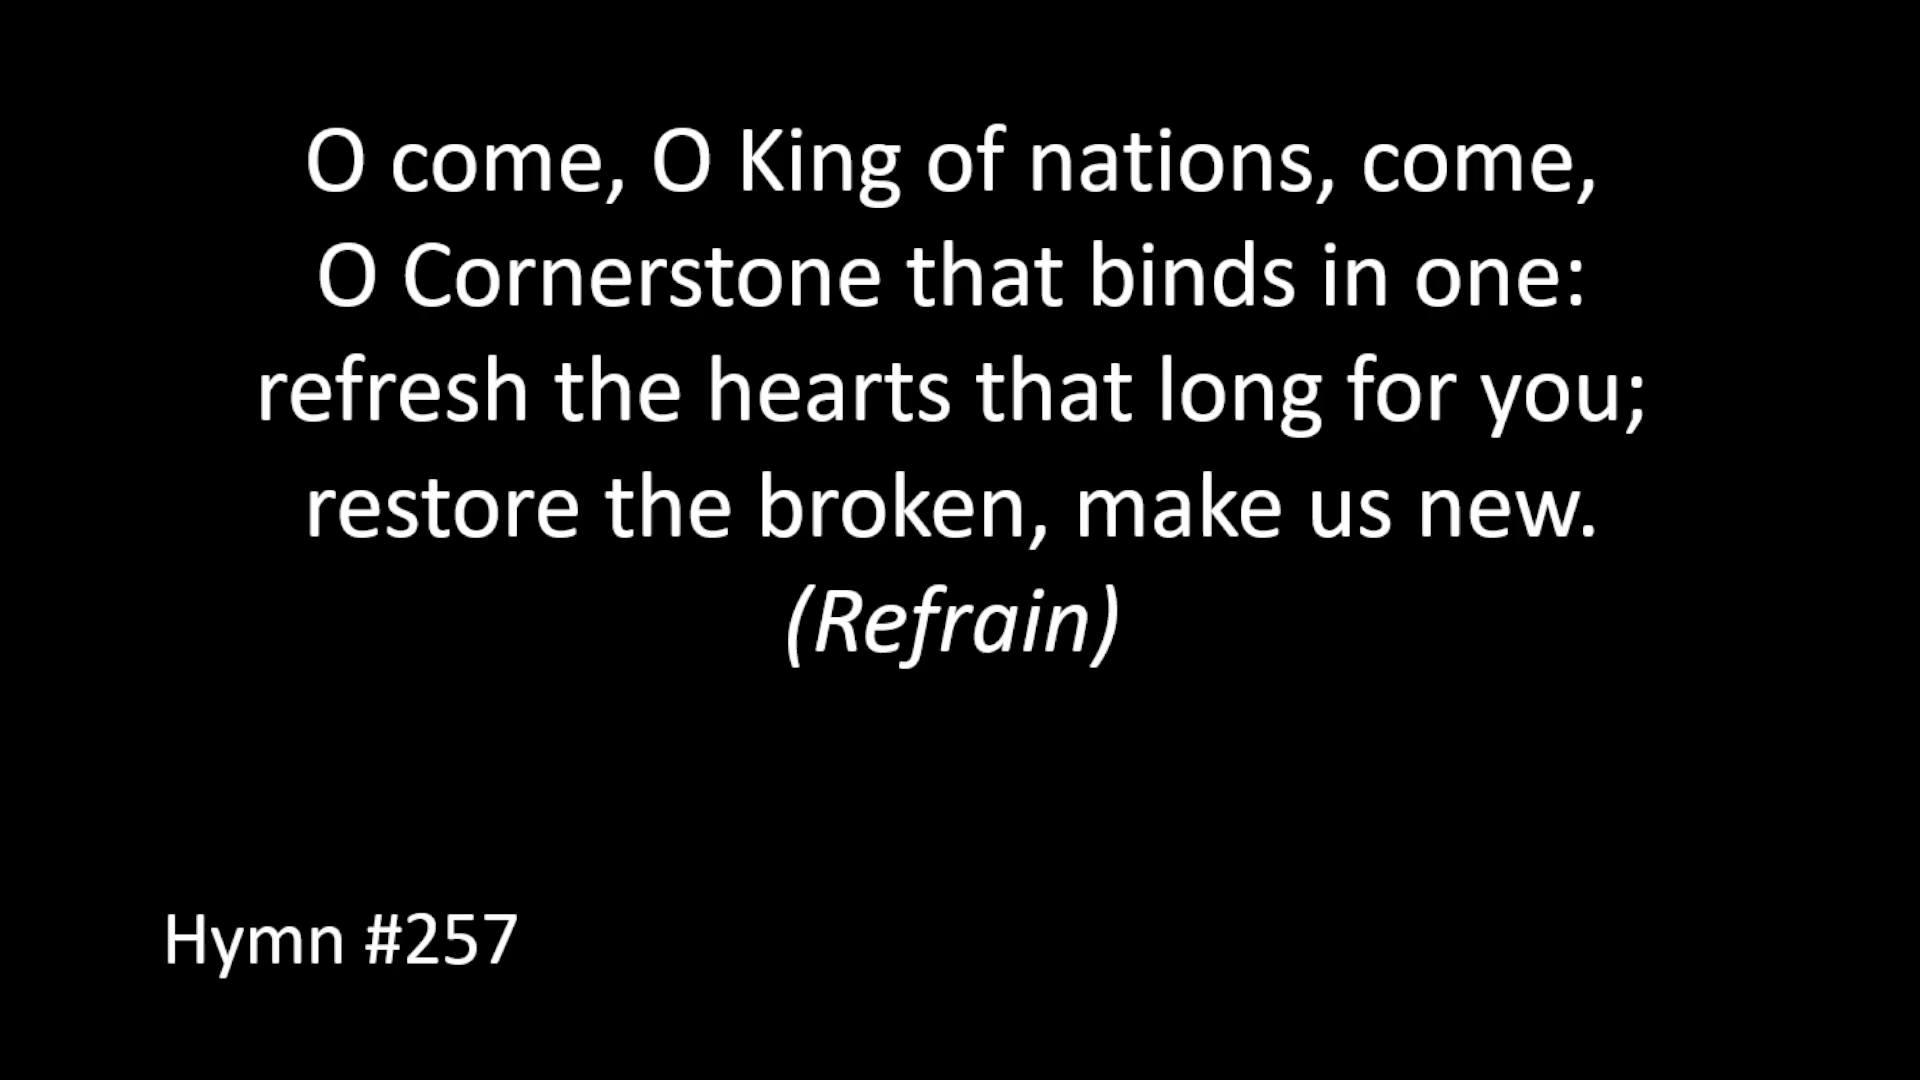 O come, O King of nations, come,
O Cornerstone that binds in one:
refresh the hearts that long for you;
restore the broken, make us new.
(Refrain)
Hymn #257